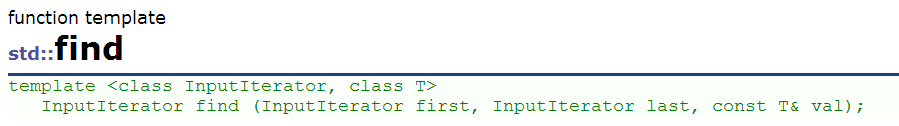 function template
std::find
template <class InputIterator, class T>
   InputIterator find (InputIterator first, InputIterator last, const T& val);